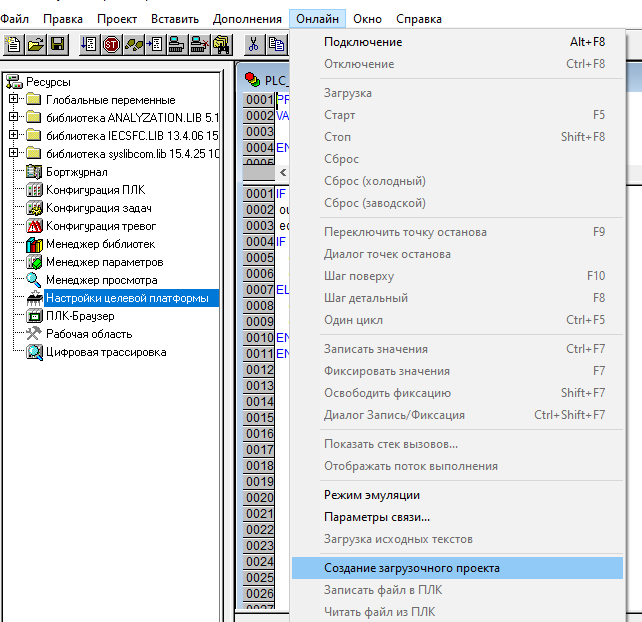 Файл Правка Проект Вставить Дополнения Онлайн Окно Справка
Ресурсы
Глобальные переменные
библиотека ANALYZATION.LIB 5.1
библиотека IECSFC.LIB 13.4.06 15
библиотека syslibcom.lib 15.4.25 10
Бортжурнал
Конфигурация ПЛК
Конфигурация задач
Конфигурация тревог
Менеджер библиотек
Менеджер параметров
Менеджер просмотра
Настройки целевой платформы
ПЛК-Браузер
Рабочая область
Цифровая трассировка
PLC_
0001 PR
0002 VA
0003
0004 EN
0005
0001 IF
0002 ou
0003 ec
0004 IF
0005
0006
0007 EL
0008
0009
0010 EN
0011 EN
0012
0013
0014
0015
0016
0017
0018
0019
0020
0021
0022
0023
0024
0025
0026
0027
Подключение Alt+F8
Отключение Ctrl+F8
Загрузка
Старт F5
Стоп Shift+F8
Сброс
Сброс (холодный)
Сброс (заводской)
Переключить точку останова F9
Диалог точек останова
Шаг поверху F10
Шаг детальный F8
Один цикл Ctrl+F5
Записать значения Ctrl+F7
Фиксировать значения F7
Освободить фиксацию Shift+F7
Диалог Запись/Фиксация Ctrl+Shift+F7
Показать стек вызовов...
Отображать поток выполнения
Режим эмуляции
Параметры связи...
Загрузка исходных текстов
Создание загрузочного проекта
Записать файл в ПЛК
Читать файл из ПЛК